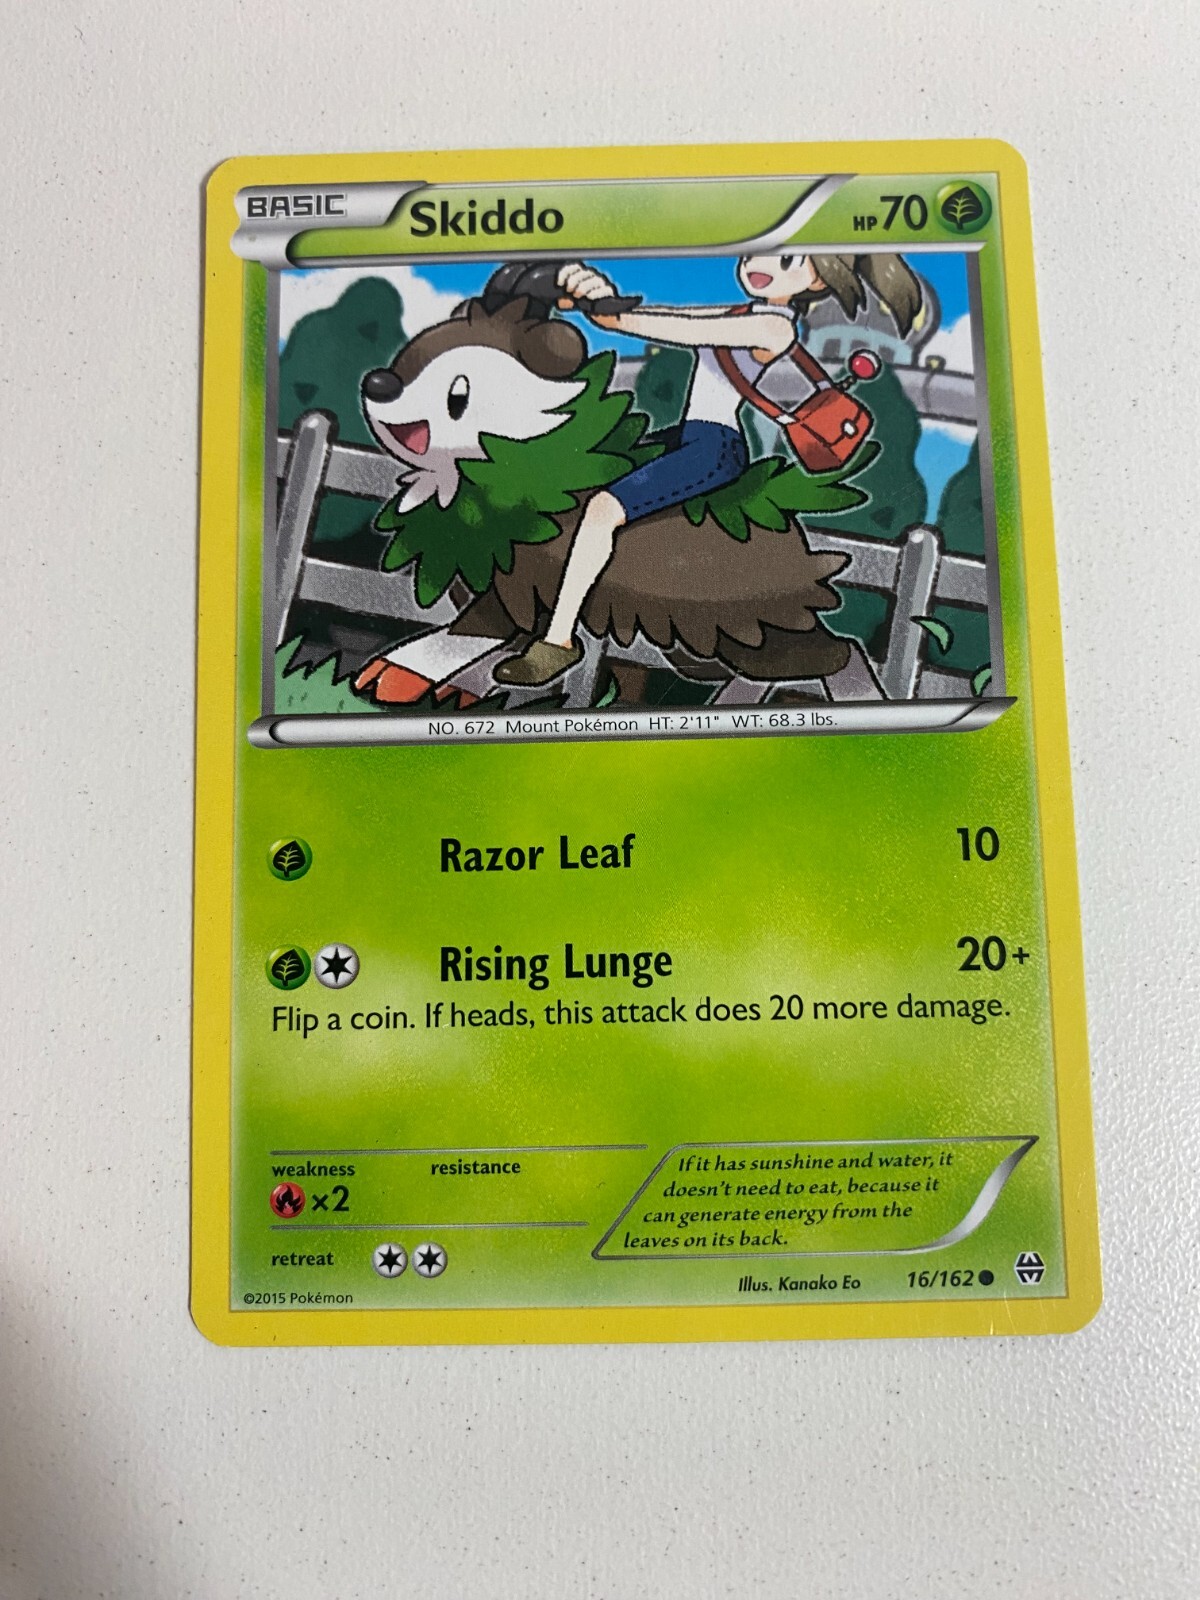 BASIC Skiddo HP 70
NO. 672 Mount Pokémon HT: 2'11" WT: 68.3 lbs.
Razor Leaf 10
Rising Lunge 20+
Flip a coin. If heads, this attack does 20 more damage.
weakness resistance
×2
retreat
If it has sunshine and water, it
doesn't need to eat, because it
can generate energy from the
leaves on its back.
Illus. Kanako Eo 16/162
©2015 Pokémon